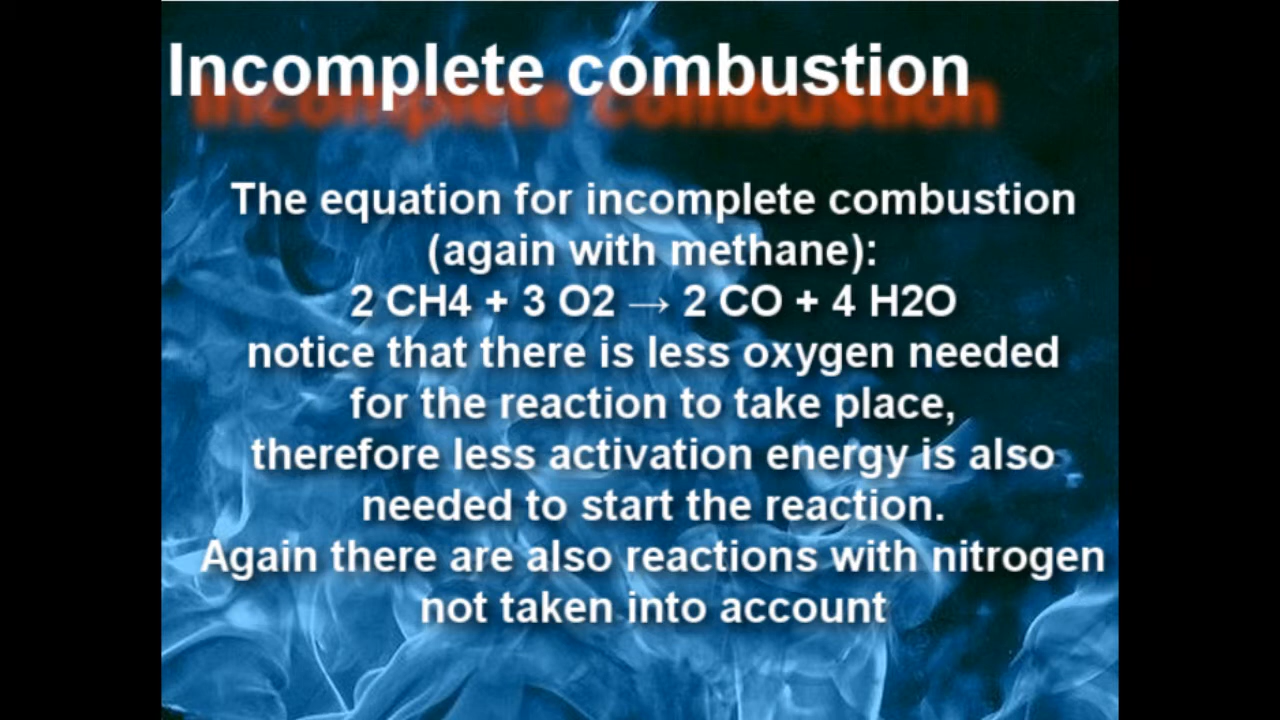 Incomplete combustion
The equation for incomplete combustion
(again with methane):
2 CH4 + 3 O2 → 2 CO + 4 H2O
notice that there is less oxygen needed
for the reaction to take place,
therefore less activation energy is also
needed to start the reaction.
Again there are also reactions with nitrogen
not taken into account